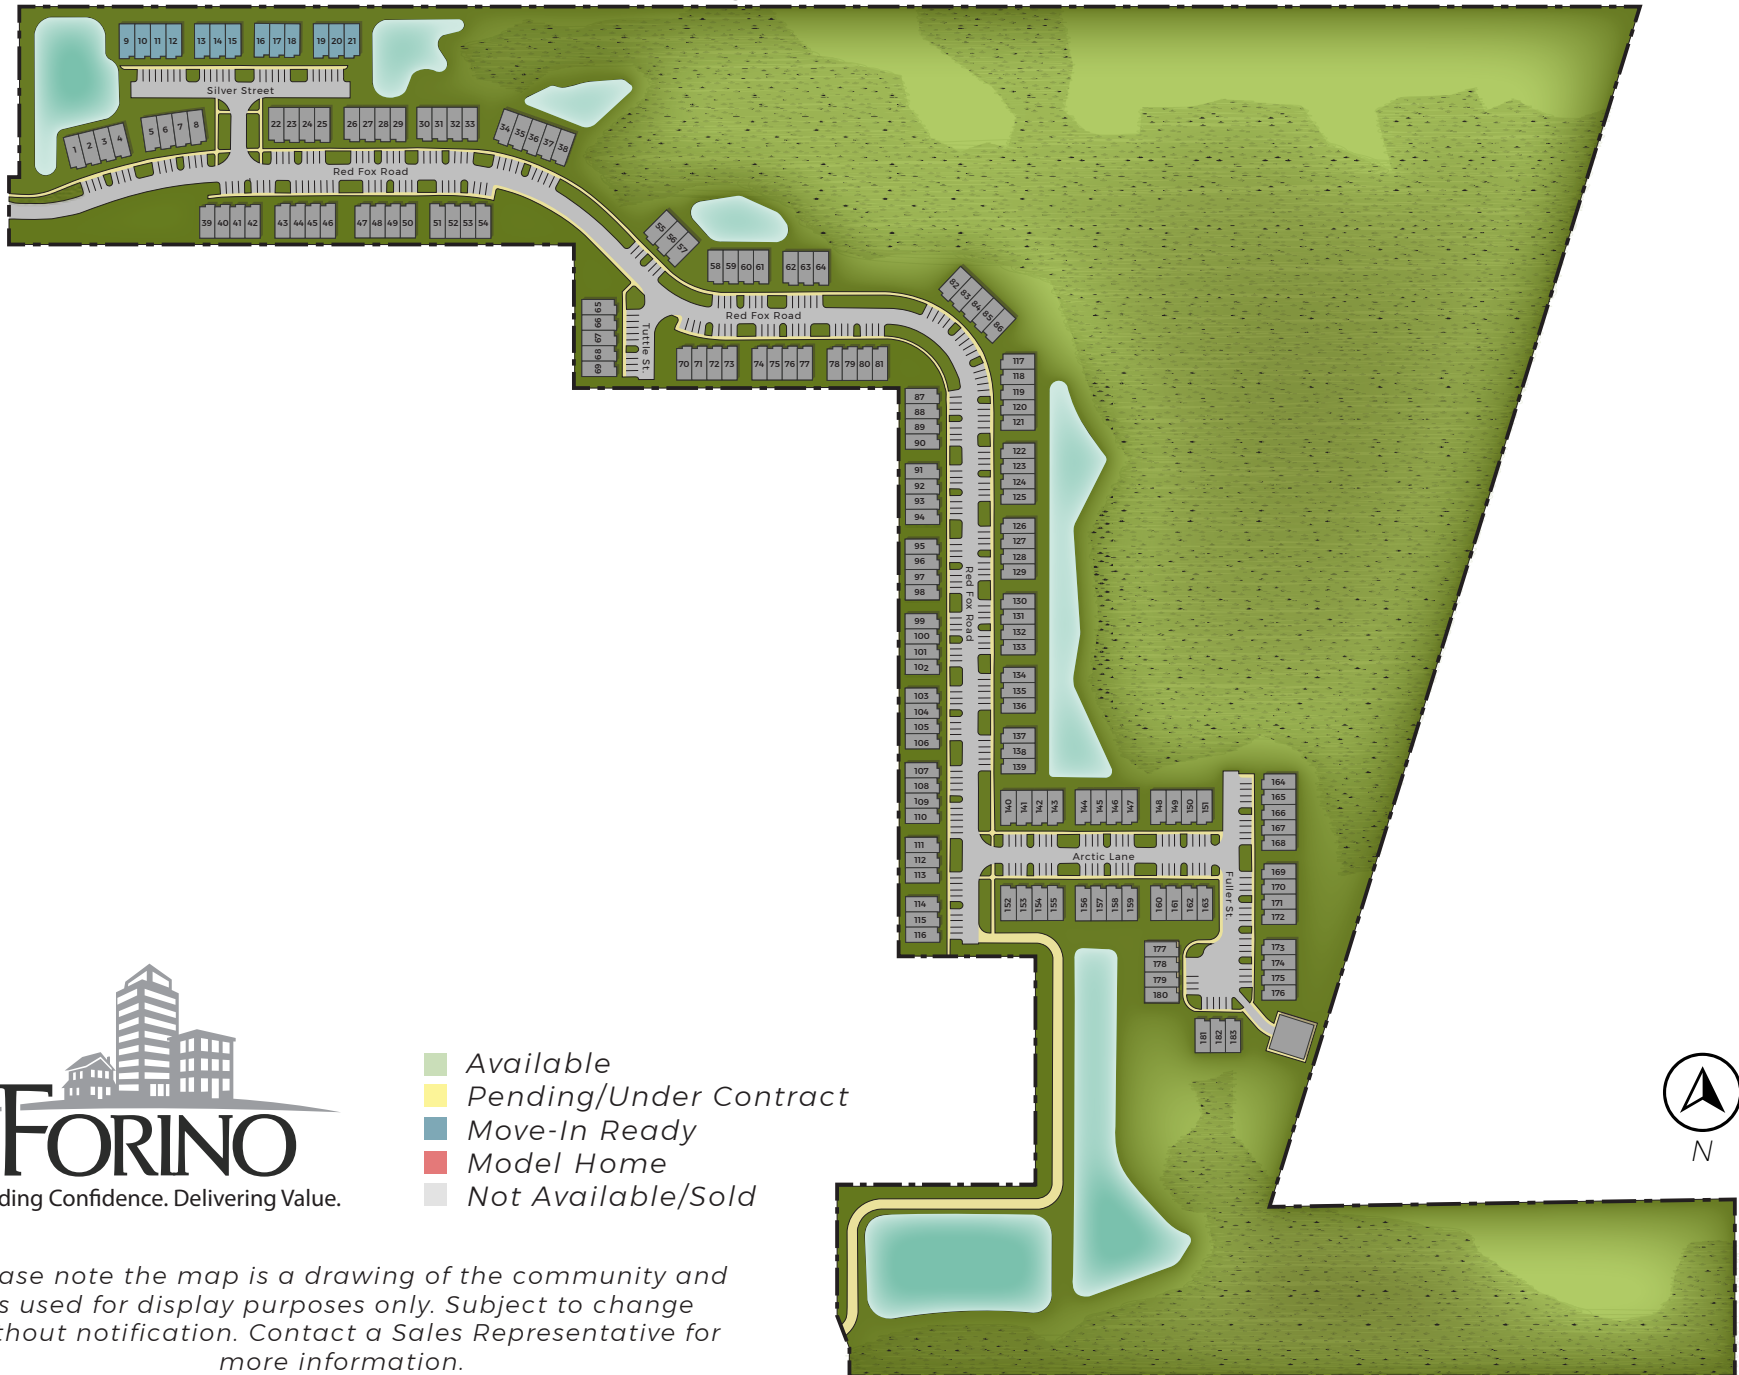 9 10 11 12 13 14 15 16 17 18 19 20 21
Silver Street
1 2 3 4 5 6 7 8 22 23 24 25 26 27 28 29 30 31 32 33 34 35 36 37 38
Red Fox Road
39 40 41 42 43 44 45 46 47 48 49 50 51 52 53 54
55 56 57
58 59 60 61 62 63 64
82 83 84 85 86
65
66
67
68
69
Tuttle St.
Red Fox Road
70 71 72 73 74 75 76 77 78 79 80 81
87
88
89
90
91
92
93
94
95
96
97
98
99
100
101
102
103
104
105
106
107
108
109
110
111
112
113
114
115
116
Red Fox Road
117
118
119
120
121
122
123
124
125
126
127
128
129
130
131
132
133
134
135
136
137
138
139
140 141 142 143 144 145 146 147 148 149 150 151
Arctic Lane
152 153 154 155 156 157 158 159 160 161 162 163
Fuller St.
164
165
166
167
168
169
170
171
172
173
174
175
176
177
178
179
180
181 182 183
FORINO
ding Confidence. Delivering Value.
Available
Pending/Under Contract
Move-In Ready
Model Home
Not Available/Sold
ase note the map is a drawing of the community and
s used for display purposes only. Subject to change
thout notification. Contact a Sales Representative for
more information.
N